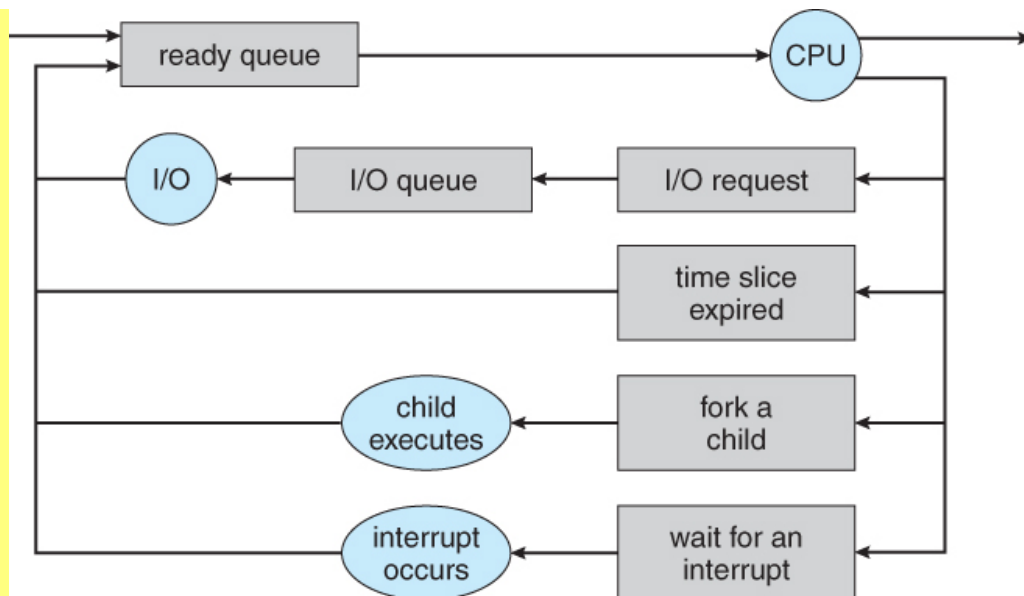 ready queue
CPU
I/O
I/O queue
I/O request
time slice
expired
child
executes
fork a
child
interrupt
occurs
wait for an
interrupt